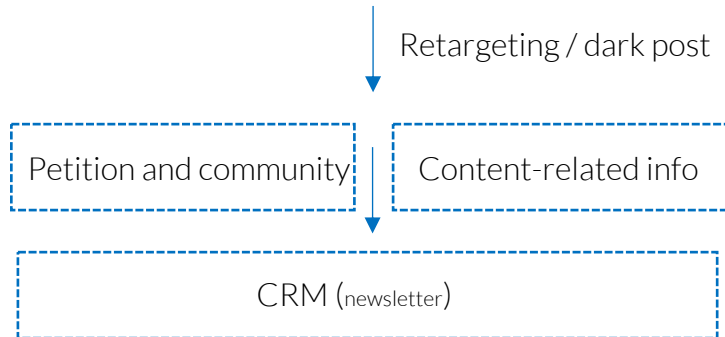 Retargeting / dark post
Petition and community
Content-related info
CRM (newsletter)